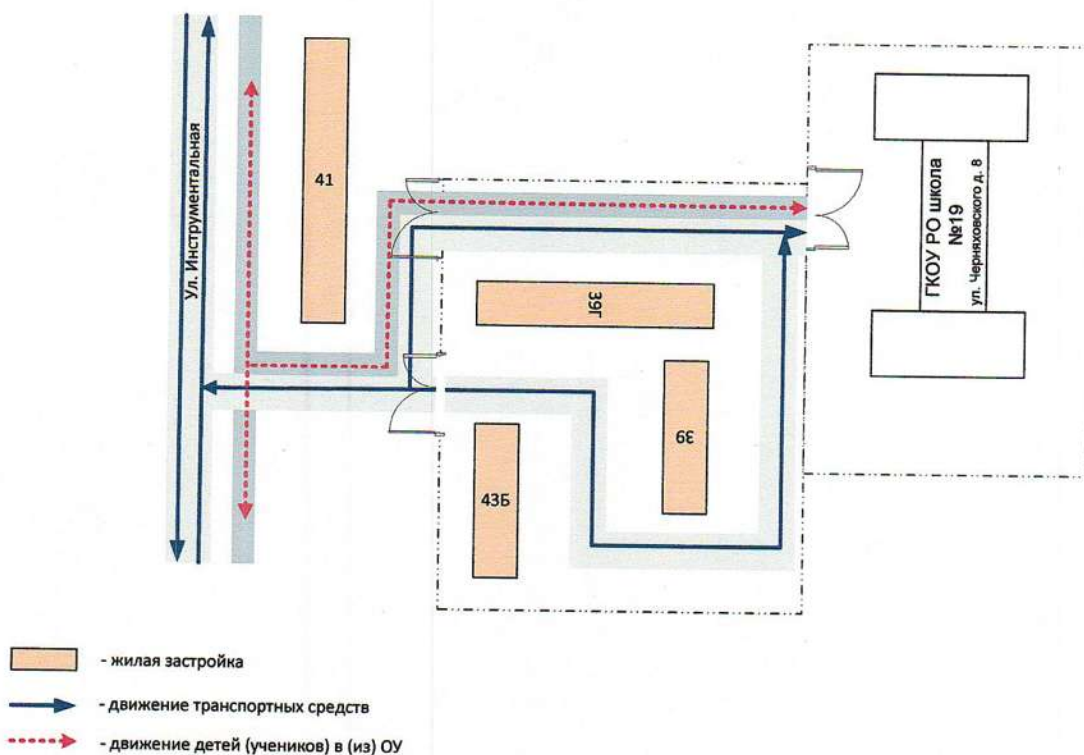 Ул. Инструментальная
41
39Г
39
43Б
ГКОУ РО школа
№19
ул. Черняховского д. 8
- жилая застройка
- движение транспортных средств
- движение детей (учеников) в (из) ОУ